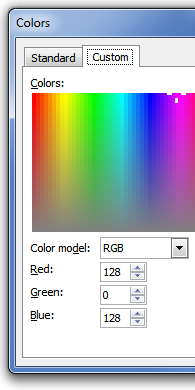 Colors
Standard Custom
Colors:
Color model: RGB
Red: 128
Green: 0
Blue: 128